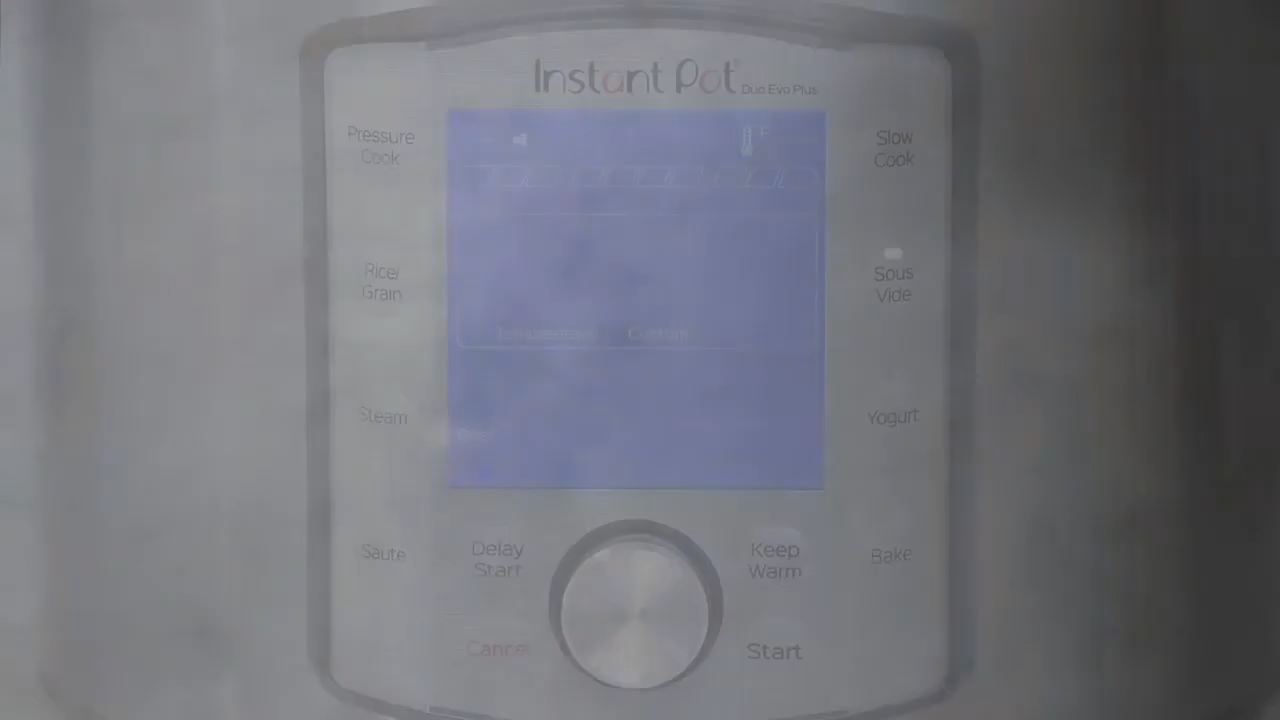 Instant Pot
Duo Evo Plus
Pressure
Cook
Slow
Cook
°F
Rice/
Grain
Sous
Vide
Custom
Steam
Yogurt
Saute
Delay
Start
Keep
Warm
Bake
Cancel
Start